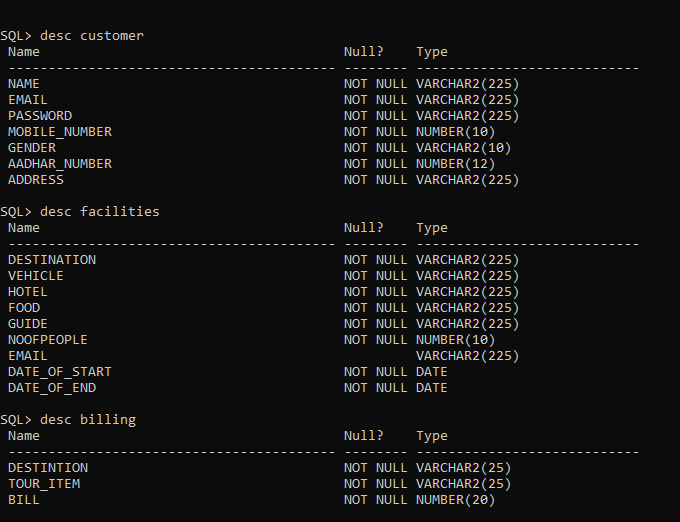 SQL> desc customer
 Name                                      Null?    Type
 ----------------------------------------- -------- ----------------------------
 NAME                                      NOT NULL VARCHAR2(225)
 EMAIL                                     NOT NULL VARCHAR2(225)
 PASSWORD                                  NOT NULL VARCHAR2(225)
 MOBILE_NUMBER                             NOT NULL NUMBER(10)
 GENDER                                    NOT NULL VARCHAR2(10)
 AADHAR_NUMBER                             NOT NULL NUMBER(12)
 ADDRESS                                   NOT NULL VARCHAR2(225)

SQL> desc facilities
 Name                                      Null?    Type
 ----------------------------------------- -------- ----------------------------
 DESTINATION                               NOT NULL VARCHAR2(225)
 VEHICLE                                   NOT NULL VARCHAR2(225)
 HOTEL                                     NOT NULL VARCHAR2(225)
 FOOD                                      NOT NULL VARCHAR2(225)
 GUIDE                                     NOT NULL VARCHAR2(225)
 NOOFPEOPLE                                NOT NULL NUMBER(10)
 EMAIL                                              VARCHAR2(225)
 DATE_OF_START                             NOT NULL DATE
 DATE_OF_END                               NOT NULL DATE

SQL> desc billing
 Name                                      Null?    Type
 ----------------------------------------- -------- ----------------------------
 DESTINTION                                NOT NULL VARCHAR2(25)
 TOUR_ITEM                                 NOT NULL VARCHAR2(25)
 BILL                                      NOT NULL NUMBER(20)